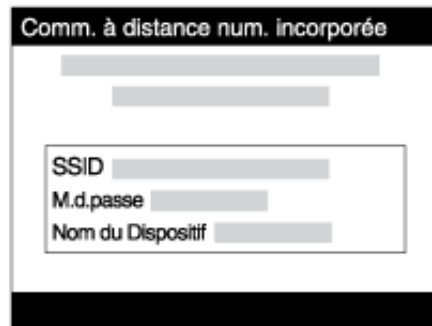 Comm. à distance num. incorporée
SSID
M.d.passe
Nom du Dispositif